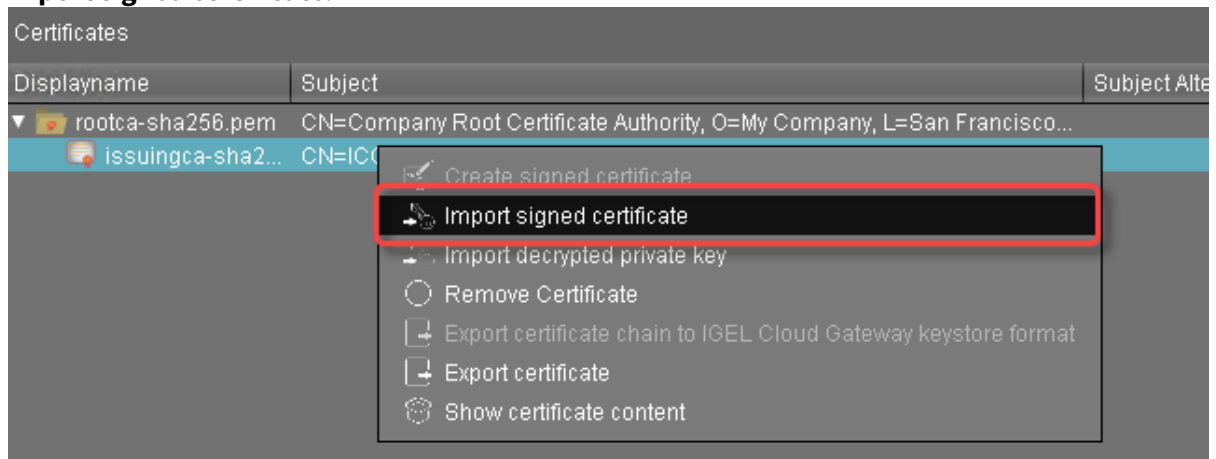 Certificates
Displayname Subject Subject Alte
rootca-sha256.pem CN=Company Root Certificate Authority, O=My Company, L=San Francisco...
issuingca-sha2... CN=ICG
Create signed certificate
Import signed certificate
Import decrypted private key
Remove Certificate
Export certificate chain to IGEL Cloud Gateway keystore format
Export certificate
Show certificate content